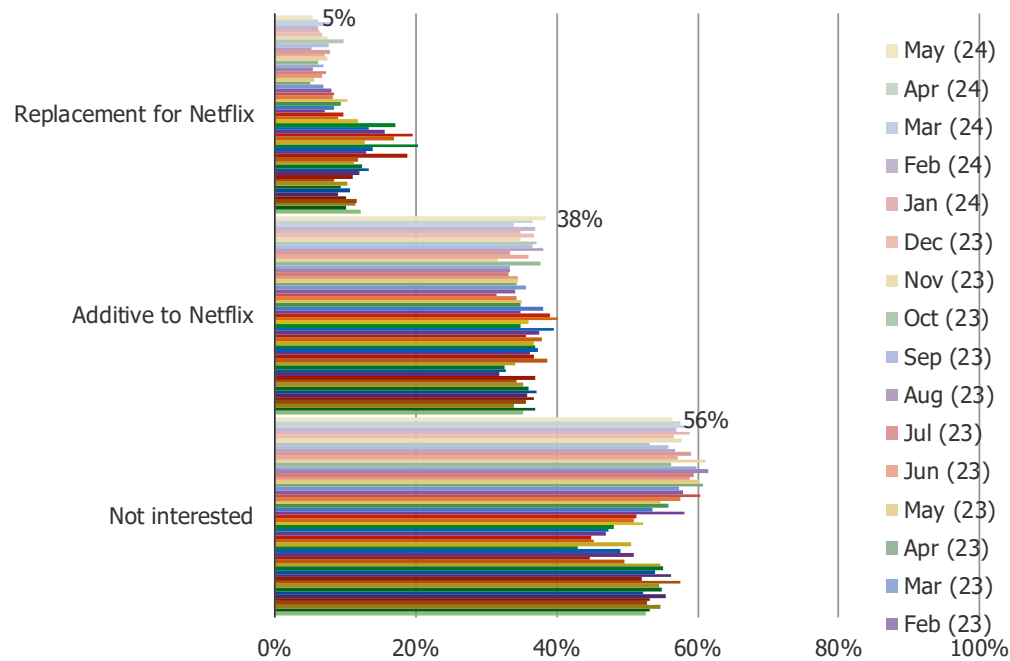 5%
Replacement for Netflix
38%
Additive to Netflix
56%
Not interested
0%
20%
40%
60%
80%
100%
May (24)
Apr (24)
Mar (24)
Feb (24)
Jan (24)
Dec (23)
Nov (23)
Oct (23)
Sep (23)
Aug (23)
Jul (23)
Jun (23)
May (23)
Apr (23)
Mar (23)
Feb (23)